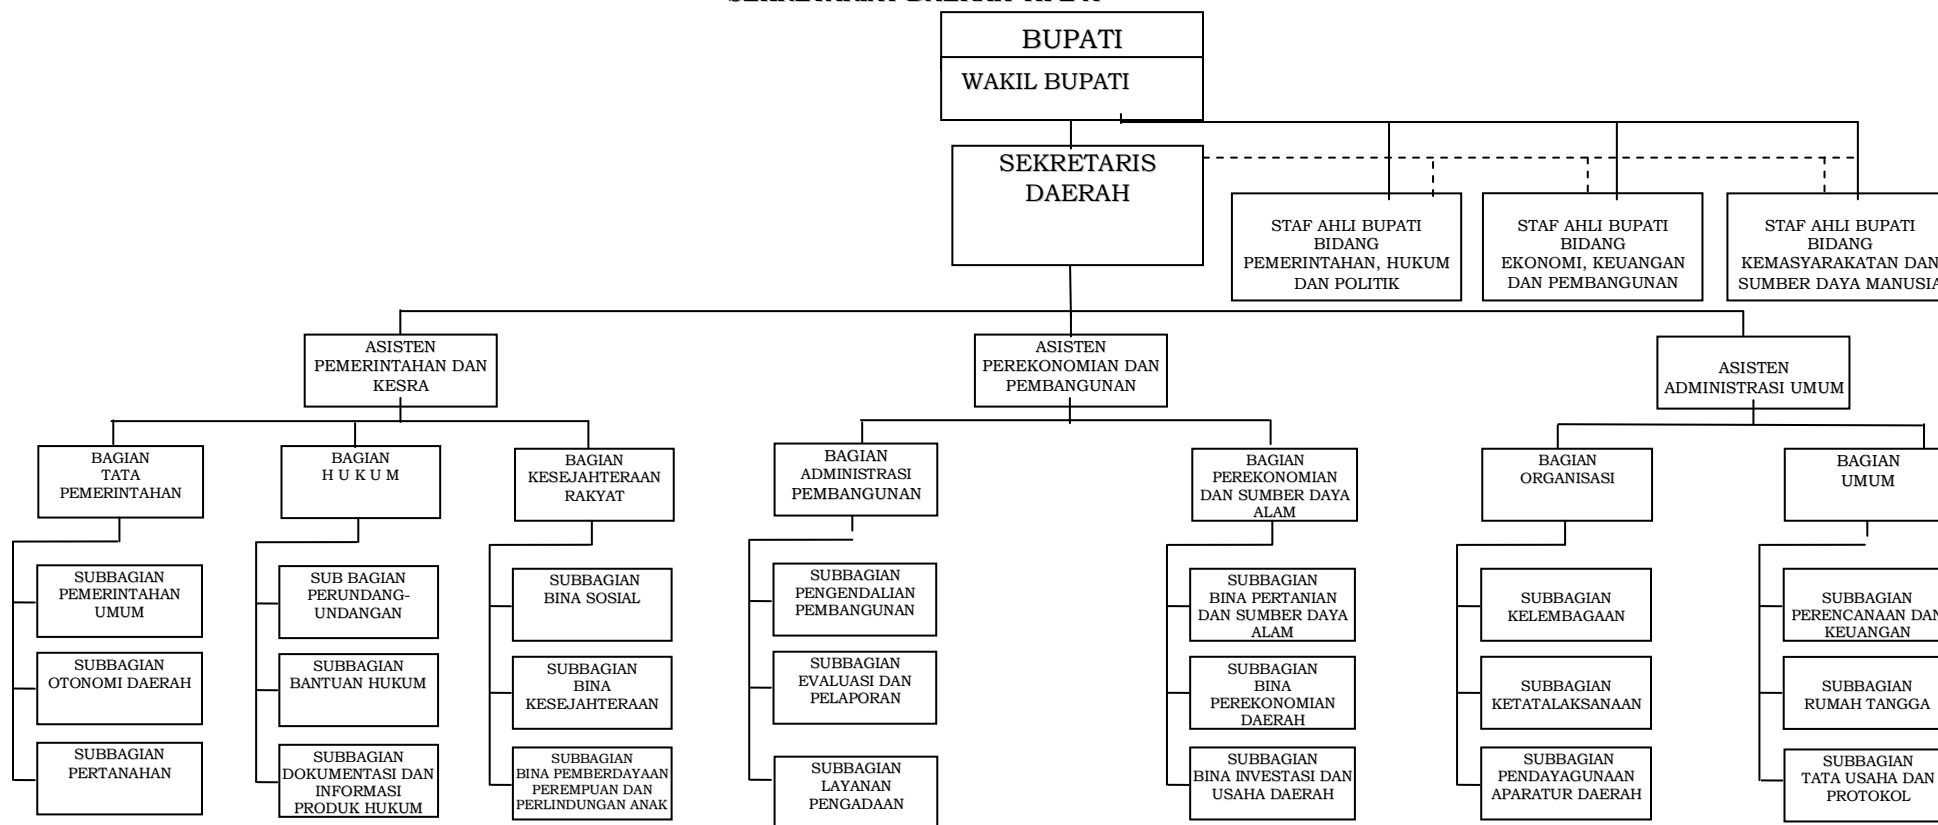 BUPATI
WAKIL BUPATI
SEKRETARIS
DAERAH
STAF AHLI BUPATI
BIDANG
PEMERINTAHAN, HUKUM
DAN POLITIK
STAF AHLI BUPATI
BIDANG
EKONOMI, KEUANGAN
DAN PEMBANGUNAN
STAF AHLI BUPATI
BIDANG
KEMASYARAKATAN DAN
SUMBER DAYA MANUSIA
ASISTEN
PEMERINTAHAN DAN
KESRA
ASISTEN
PEREKONOMIAN DAN
PEMBANGUNAN
ASISTEN
ADMINISTRASI UMUM
BAGIAN
TATA
PEMERINTAHAN
BAGIAN
H U K U M
BAGIAN
KESEJAHTERAAN
RAKYAT
BAGIAN
ADMINISTRASI
PEMBANGUNAN
BAGIAN
PEREKONOMIAN
DAN SUMBER DAYA
ALAM
BAGIAN
ORGANISASI
BAGIAN
UMUM
SUBBAGIAN
PEMERINTAHAN
UMUM
SUB BAGIAN
PERUNDANG-
UNDANGAN
SUBBAGIAN
BINA SOSIAL
SUBBAGIAN
PENGENDALIAN
PEMBANGUNAN
SUBBAGIAN
BINA PERTANIAN
DAN SUMBER DAYA
ALAM
SUBBAGIAN
KELEMBAGAAN
SUBBAGIAN
PERENCANAAN DAN
KEUANGAN
SUBBAGIAN
OTONOMI DAERAH
SUBBAGIAN
BANTUAN HUKUM
SUBBAGIAN
BINA
KESEJAHTERAAN
SUBBAGIAN
EVALUASI DAN
PELAPORAN
SUBBAGIAN
BINA
PEREKONOMIAN
DAERAH
SUBBAGIAN
KETATALAKSANAAN
SUBBAGIAN
RUMAH TANGGA
SUBBAGIAN
PERTANAHAN
SUBBAGIAN
DOKUMENTASI DAN
INFORMASI
PRODUK HUKUM
SUBBAGIAN
BINA PEMBERDAYAAN
PEREMPUAN DAN
PERLINDUNGAN ANAK
SUBBAGIAN
LAYANAN
PENGADAAN
SUBBAGIAN
BINA INVESTASI DAN
USAHA DAERAH
SUBBAGIAN
PENDAYAGUNAAN
APARATUR DAERAH
SUBBAGIAN
TATA USAHA DAN
PROTOKOL